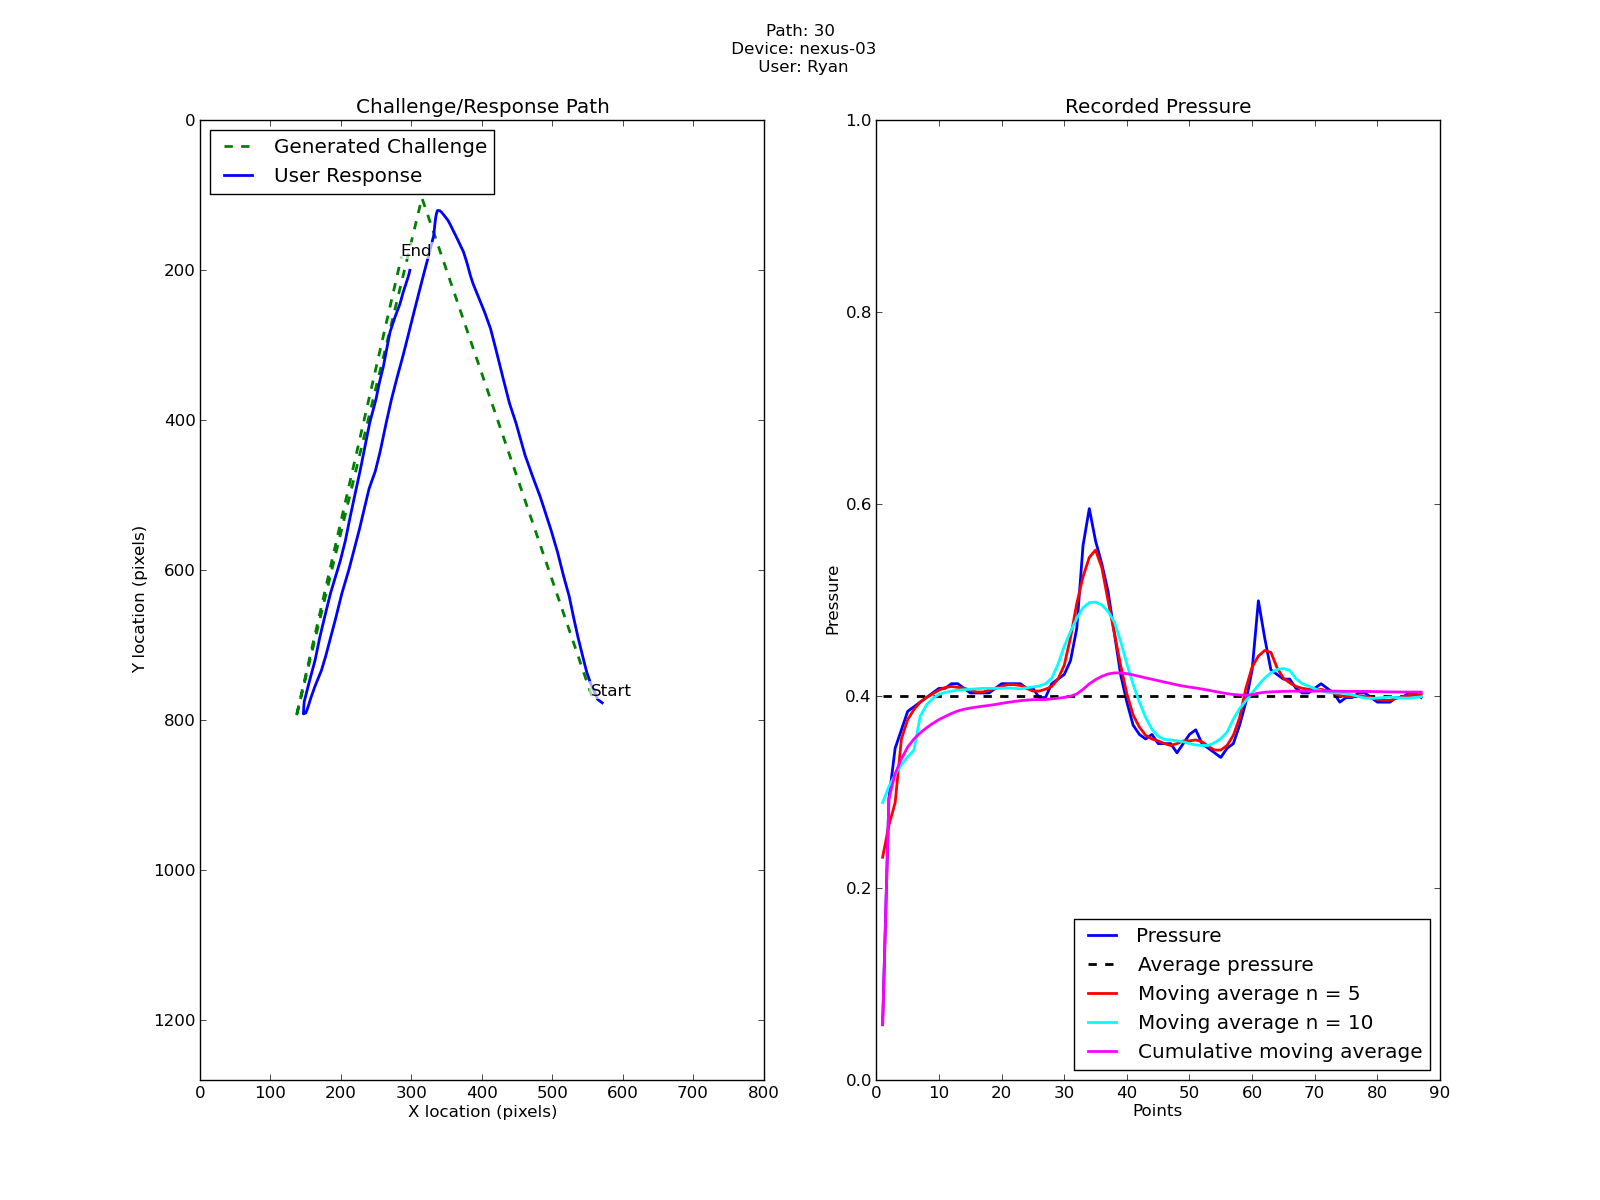 Path: 30
Device: nexus-03
User: Ryan
Challenge/Response Path
Generated Challenge
User Response
End
Start
0
200
400
600
800
1000
1200
Y location (pixels)
0 100 200 300 400 500 600 700 800
X location (pixels)
Recorded Pressure
1.0
0.8
0.6
0.4
0.2
0.0
Pressure
Pressure
Average pressure
Moving average n = 5
Moving average n = 10
Cumulative moving average
0 10 20 30 40 50 60 70 80 90
Points